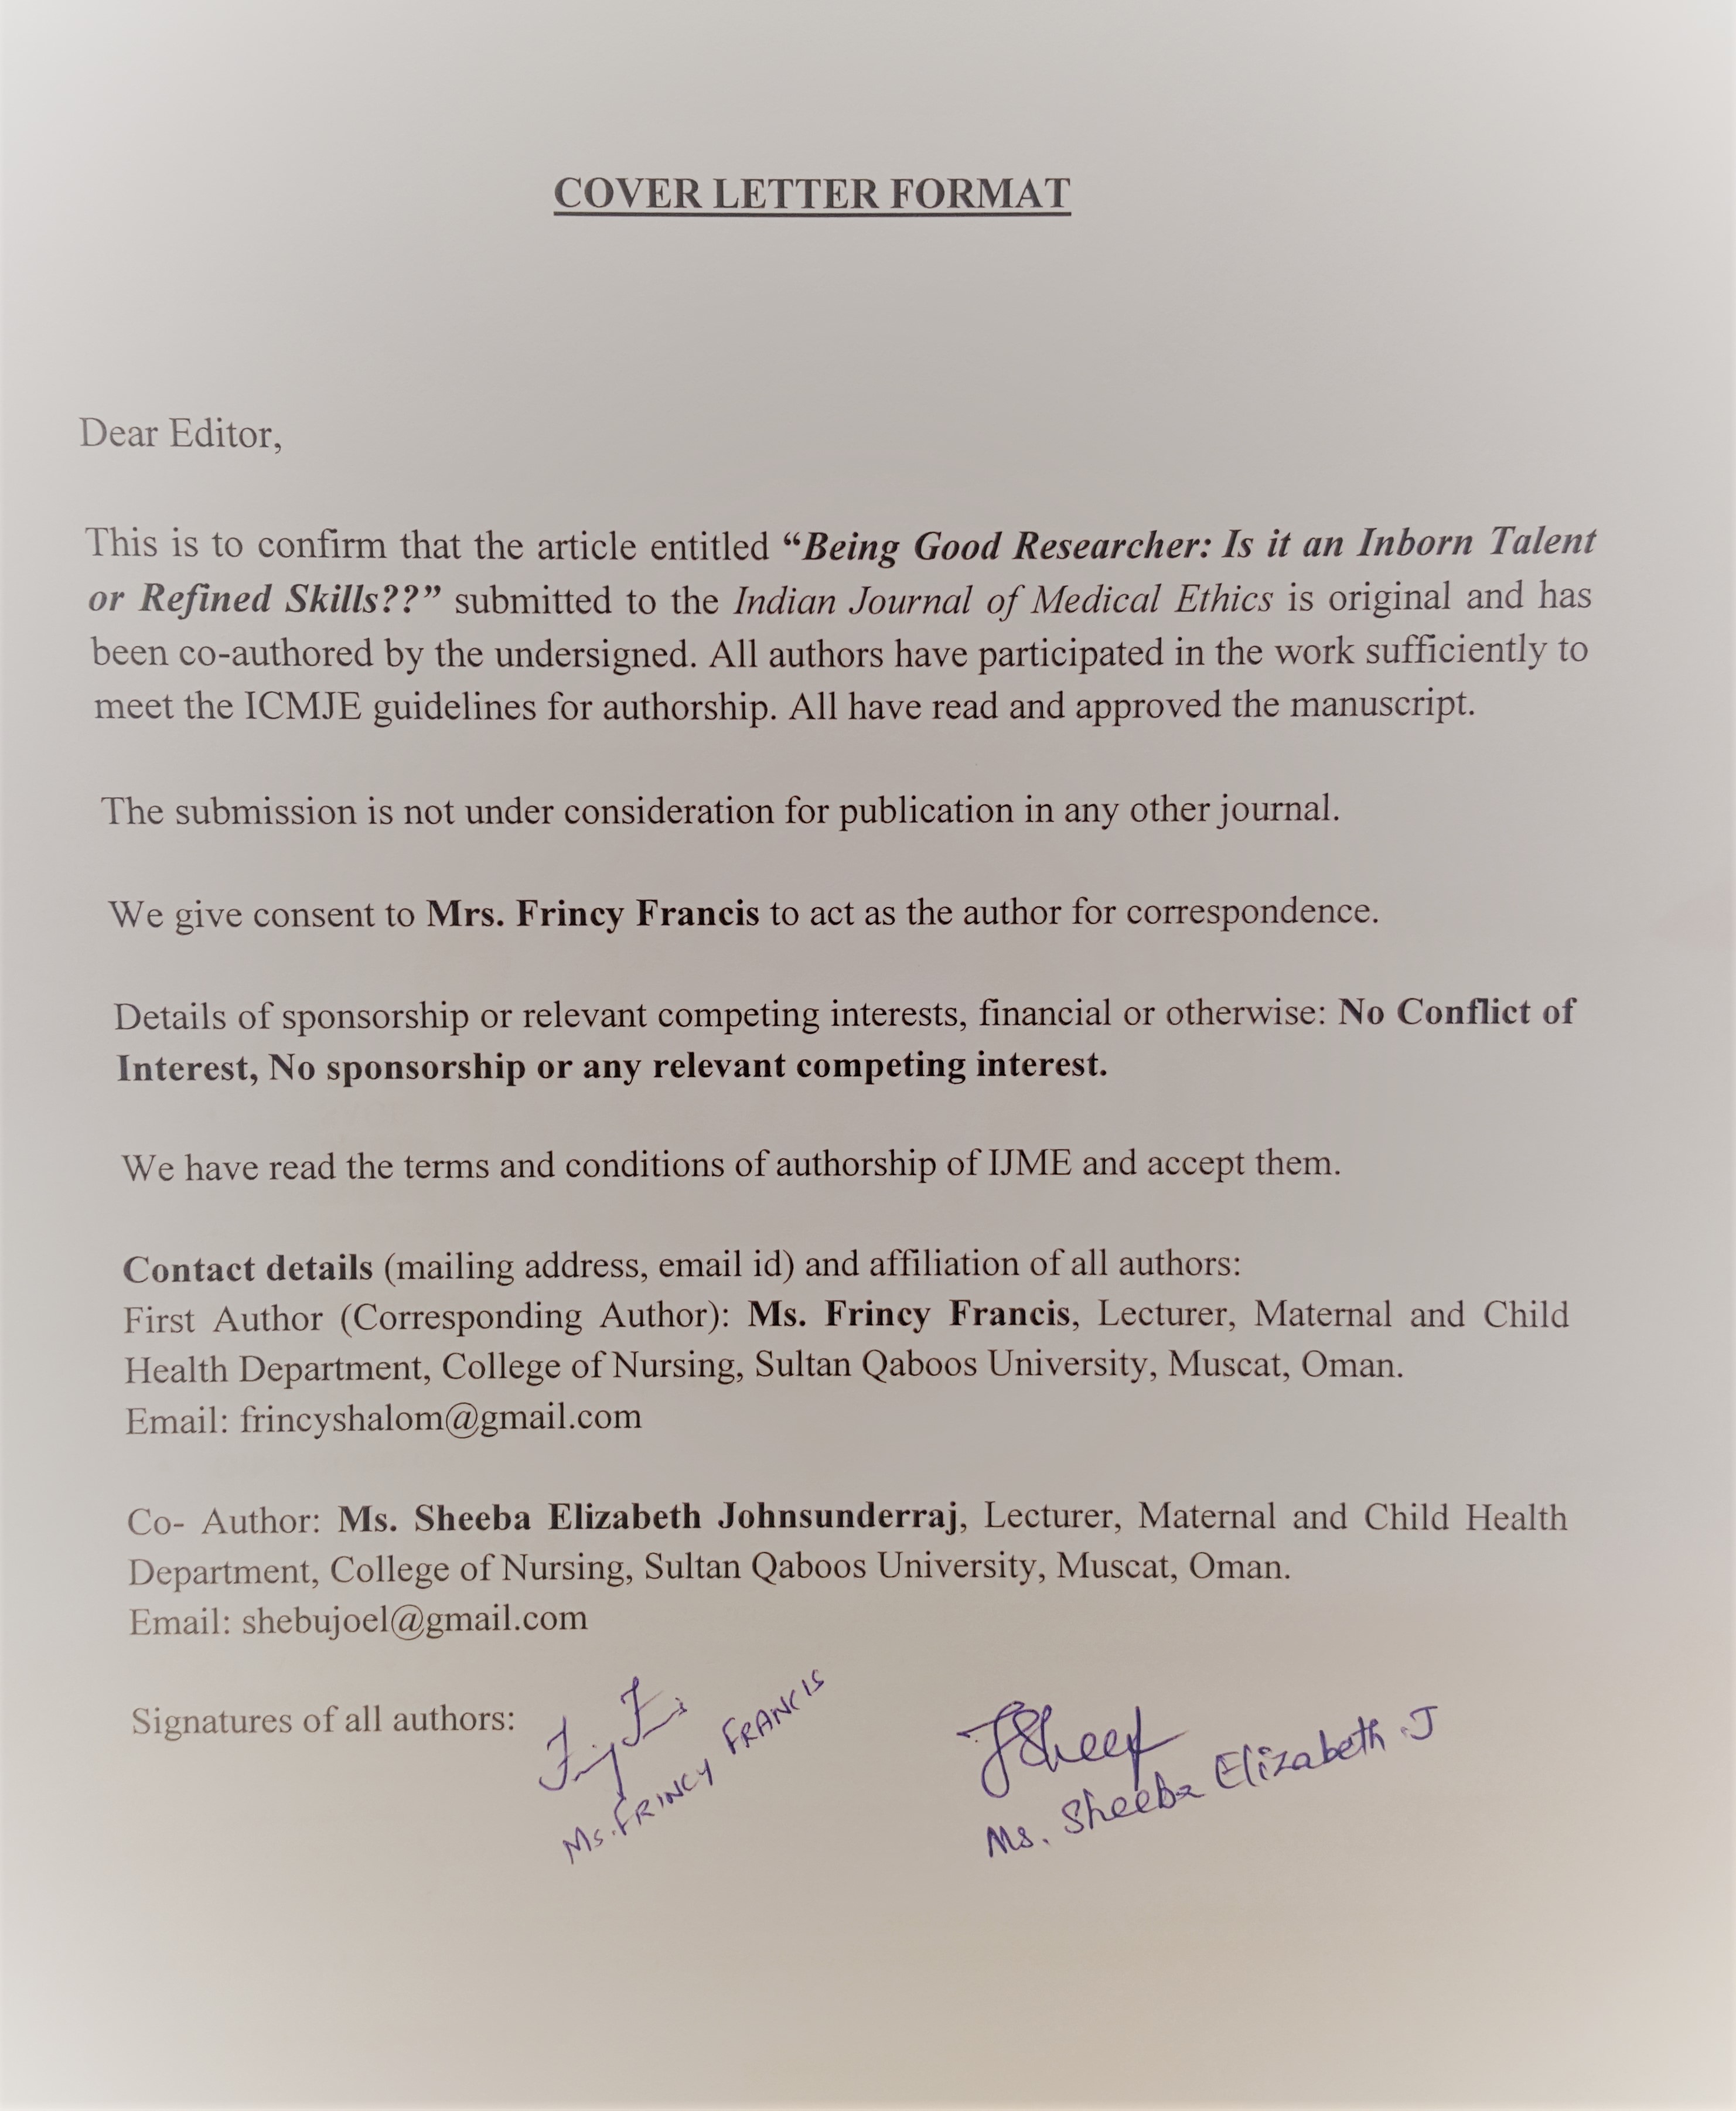 COVER LETTER FORMAT
Dear Editor,
This is to confirm that the article entitled “Being Good Researcher: Is it an Inborn Talent
or Refined Skills??” submitted to the Indian Journal of Medical Ethics is original and has
been co-authored by the undersigned. All authors have participated in the work sufficiently to
meet the ICMJE guidelines for authorship. All have read and approved the manuscript.
The submission is not under consideration for publication in any other journal.
We give consent to Mrs. Frincy Francis to act as the author for correspondence.
Details of sponsorship or relevant competing interests, financial or otherwise: No Conflict of
Interest, No sponsorship or any relevant competing interest.
We have read the terms and conditions of authorship of IJME and accept them.
Contact details (mailing address, email id) and affiliation of all authors:
First Author (Corresponding Author): Ms. Frincy Francis, Lecturer, Maternal and Child
Health Department, College of Nursing, Sultan Qaboos University, Muscat, Oman.
Email: frincyshalom@gmail.com
Co- Author: Ms. Sheeba Elizabeth Johnsunderraj, Lecturer, Maternal and Child Health
Department, College of Nursing, Sultan Qaboos University, Muscat, Oman.
Email: shebujoel@gmail.com
Signatures of all authors:
Ms. FRINCY FRANCIS
Ms. Sheeba Elizabeth J